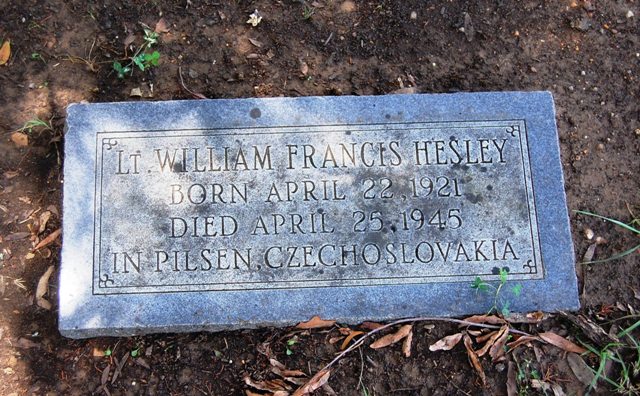 LT. WILLIAM FRANCIS HESLEY
BORN APRIL 22, 1921
DIED APRIL 25, 1945
IN PILSEN, CZECHOSLOVAKIA